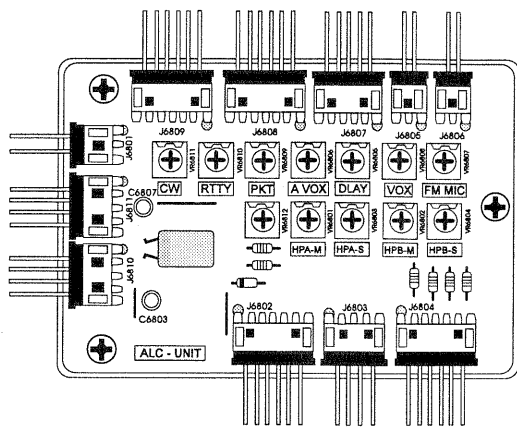 J6809 J6808 J6807 J6805 J6806
J6801
VR6811 VR6810 VR6809 VR6806 VR6805 VR6808 VR6807
CW RTTY PKT A VOX DLAY VOX FM MIC
J6811
C6807
VR6812 VR6801 VR6803 VR6802 VR6804
HPA-M HPA-S HPB-M HPB-S
J6810
C6803
J6802 J6803 J6804
ALC - UNIT